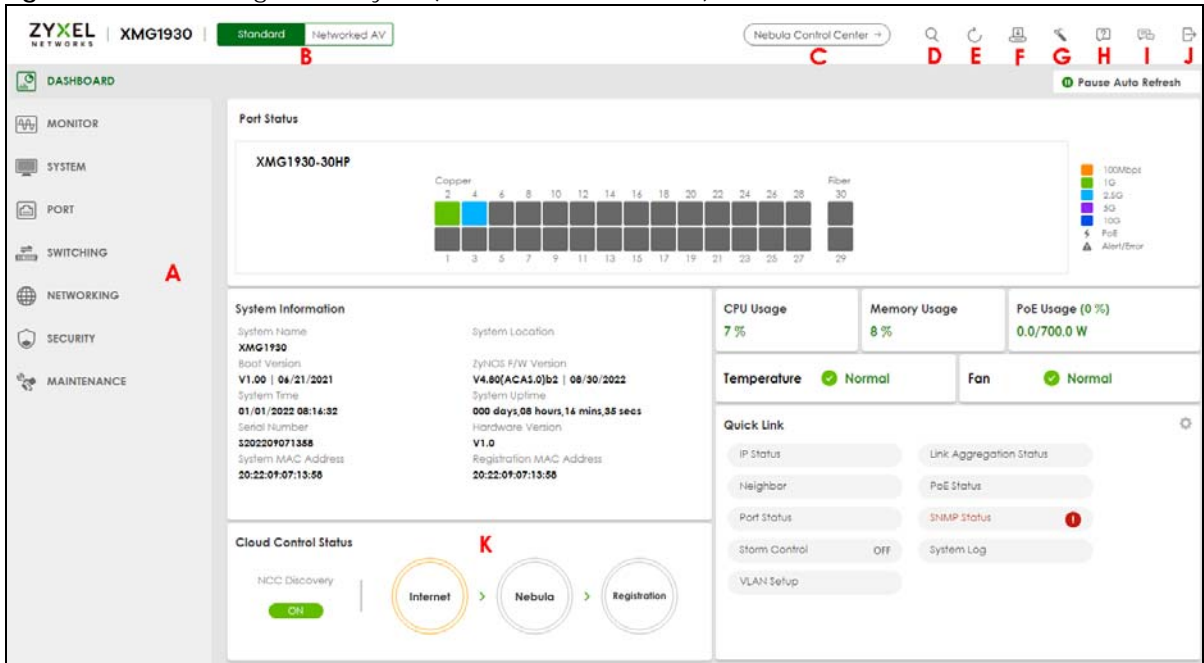 ZYXEL
NETWORKS
XMG1930
Standard
Networked AV
Nebula Control Center →
B
C
D
E
F
G
H
I
J
DASHBOARD
Pause Auto Refresh
MONITOR
SYSTEM
PORT
SWITCHING
A
NETWORKING
SECURITY
MAINTENANCE
Port Status
XMG1930-30HP
Copper
Fiber
2 4 6 8 10 12 14 16 18 20 22 24 26 28 30
1 3 5 7 9 11 13 15 17 19 21 23 25 27 29
100Mbps
1G
2.5G
5G
10G
PoE
Alert/Error
System Information
System Name
XMG1930
System Location
Boot Version
V1.00 | 06/21/2021
ZyNOS F/W Version
V4.80(ACAS.0)b2 | 08/30/2022
System Time
01/01/2022 08:16:32
System Uptime
000 days,08 hours,16 mins,35 secs
Serial Number
S202209071358
Hardware Version
V1.0
System MAC Address
20:22:09:07:13:58
Registration MAC Address
20:22:09:07:13:58
CPU Usage
7 %
Memory Usage
8 %
PoE Usage (0 %)
0.0/700.0 W
Temperature
Normal
Fan
Normal
Quick Link
IP Status
Link Aggregation Status
Neighbor
PoE Status
Port Status
SNMP Status
Storm Control OFF
System Log
VLAN Setup
Cloud Control Status
K
NCC Discovery
ON
Internet
Nebula
Registration